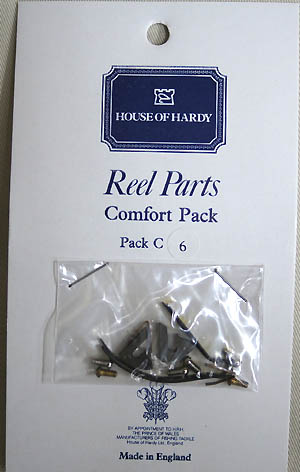 HOUSE OF HARDY
Reel Parts
Comfort Pack
Pack C 6
BY APPOINTMENT TO H.R.H.
THE PRINCE OF WALES
MANUFACTURERS OF FISHING TACKLE
House of Hardy Ltd., England
Made in England